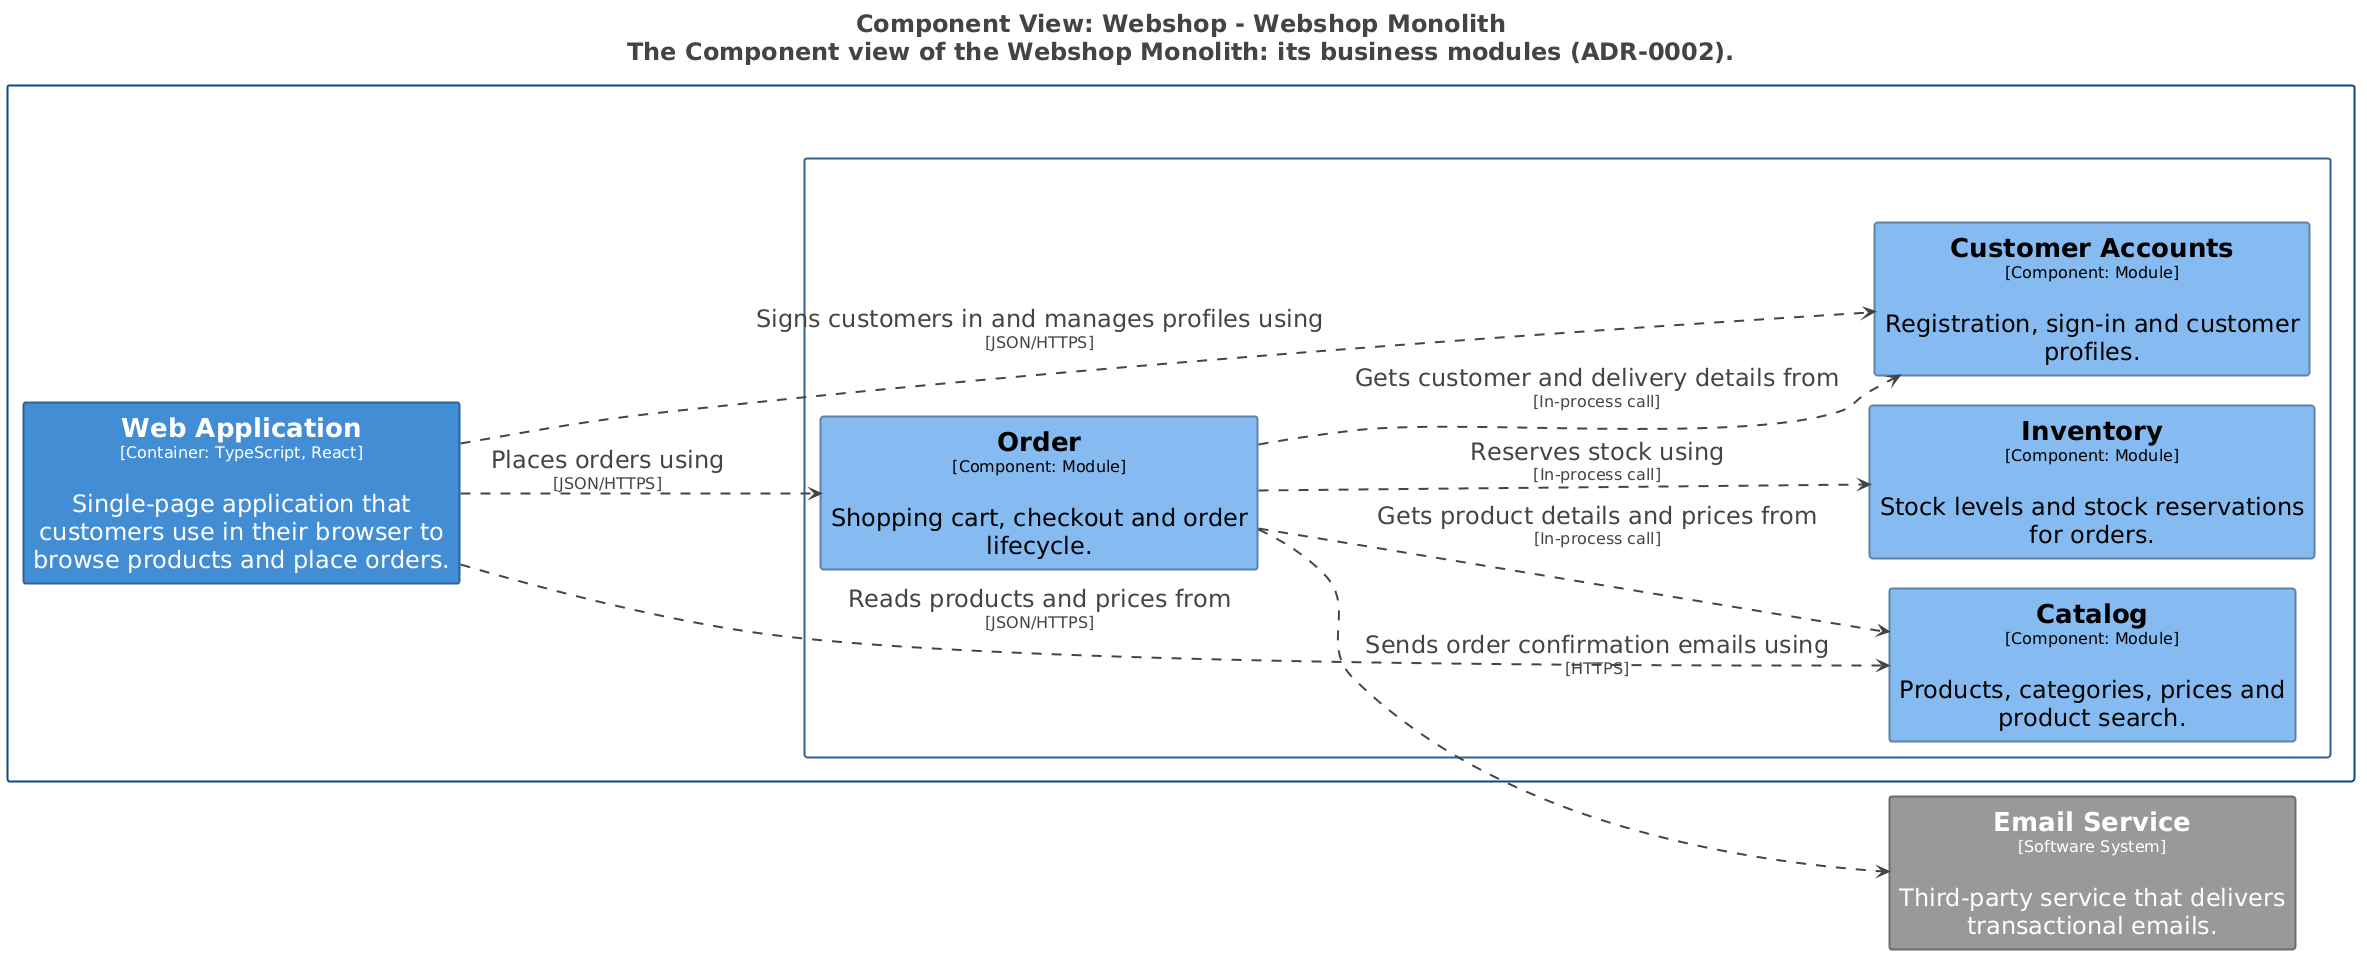 Component View: Webshop - Webshop Monolith
The Component view of the Webshop Monolith: its business modules (ADR-0002).
Customer Accounts
[Component: Module]
Registration, sign-in and customer
profiles.
Signs customers in and manages profiles using
[JSON/HTTPS]
Gets customer and delivery details from
[In-process call]
Web Application
[Container: TypeScript, React]
Single-page application that
customers use in their browser to
browse products and place orders.
Places orders using
[JSON/HTTPS]
Order
[Component: Module]
Shopping cart, checkout and order
lifecycle.
Reserves stock using
[In-process call]
Inventory
[Component: Module]
Stock levels and stock reservations
for orders.
Gets product details and prices from
[In-process call]
Reads products and prices from
[JSON/HTTPS]
Sends order confirmation emails using
[HTTPS]
Catalog
[Component: Module]
Products, categories, prices and
product search.
Email Service
[Software System]
Third-party service that delivers
transactional emails.